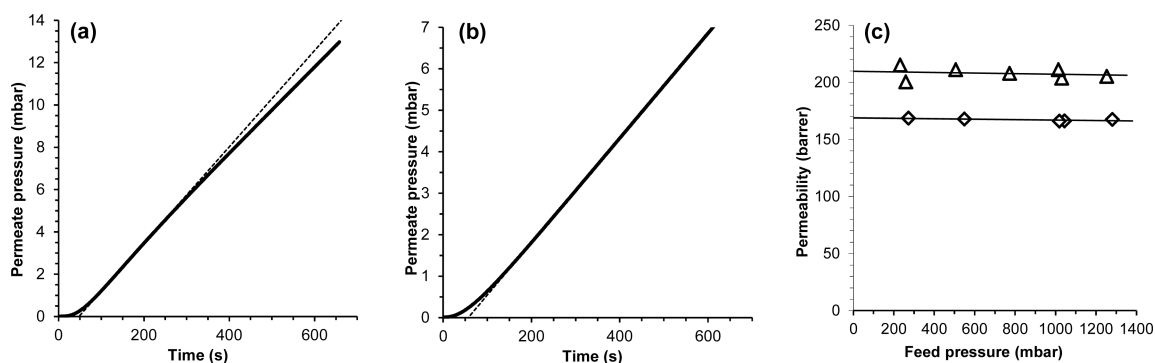 (a)
Permeate pressure (mbar)
14
12
10
8
6
4
2
0
0 200 400 600
Time (s)
(b)
Permeate pressure (mbar)
7
6
5
4
3
2
1
0
0 200 400 600
Time (s)
(c)
Permeability (barrer)
250
200
150
100
50
0
0 200 400 600 800 1000 1200 1400
Feed pressure (mbar)